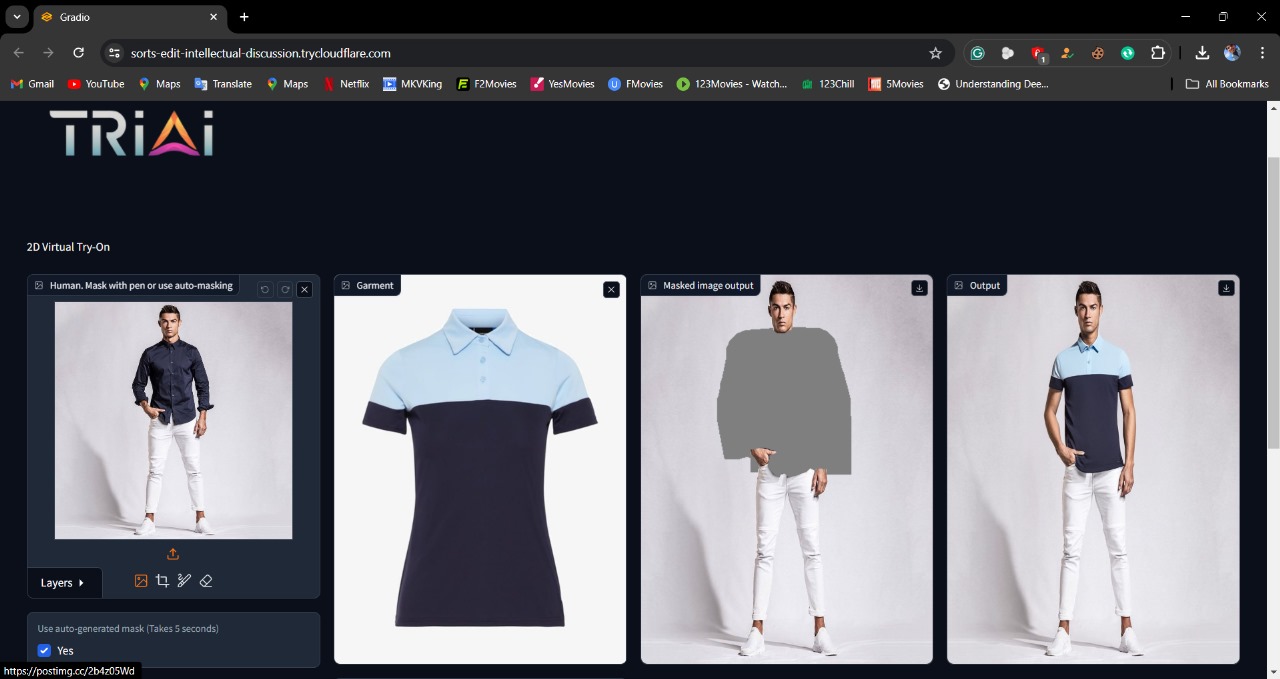 Gradio
sorts-edit-intellectual-discussion.trycloudflare.com
1
Gmail YouTube Maps Translate Maps Netflix MKVKing F2Movies YesMovies FMovies 123Movies - Watch... 123Chill 5Movies Understanding Dee... All Bookmarks
TRiAi
2D Virtual Try-On
Human. Mask with pen or use auto-masking
Garment
Masked image output
Output
Layers
Use auto-generated mask (Takes 5 seconds)
Yes
https://postimg.cc/2b4z05Wd